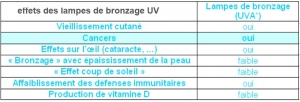 effets des lampes de bronzage UV
Lampes de bronzage (UVA+)
Vieillissement cutané oui
Cancers oui
Effets sur l'œil (cataracte, ...) oui
« Bronzage » avec épaississement de la peau faible
« Effet coup de soleil » faible
Affaiblissement des défenses immunitaires oui
Production de vitamine D faible